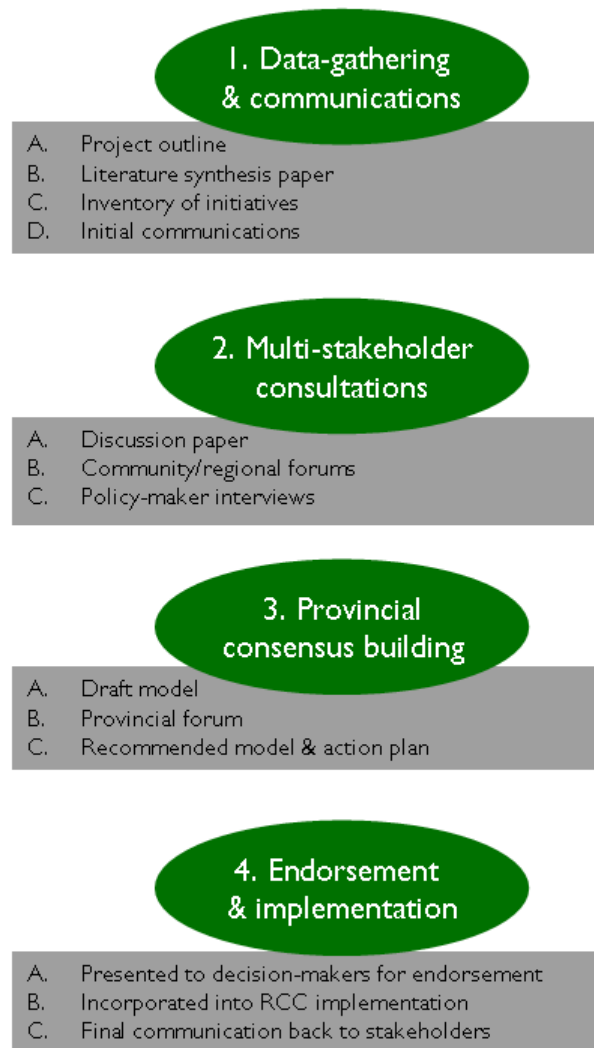 1. Data-gathering
& communications
A. Project outline
B. Literature synthesis paper
C. Inventory of initiatives
D. Initial communications
2. Multi-stakeholder
consultations
A. Discussion paper
B. Community/regional forums
C. Policy-maker interviews
3. Provincial
consensus building
A. Draft model
B. Provincial forum
C. Recommended model & action plan
4. Endorsement
& implementation
A. Presented to decision-makers for endorsement
B. Incorporated into RCC implementation
C. Final communication back to stakeholders